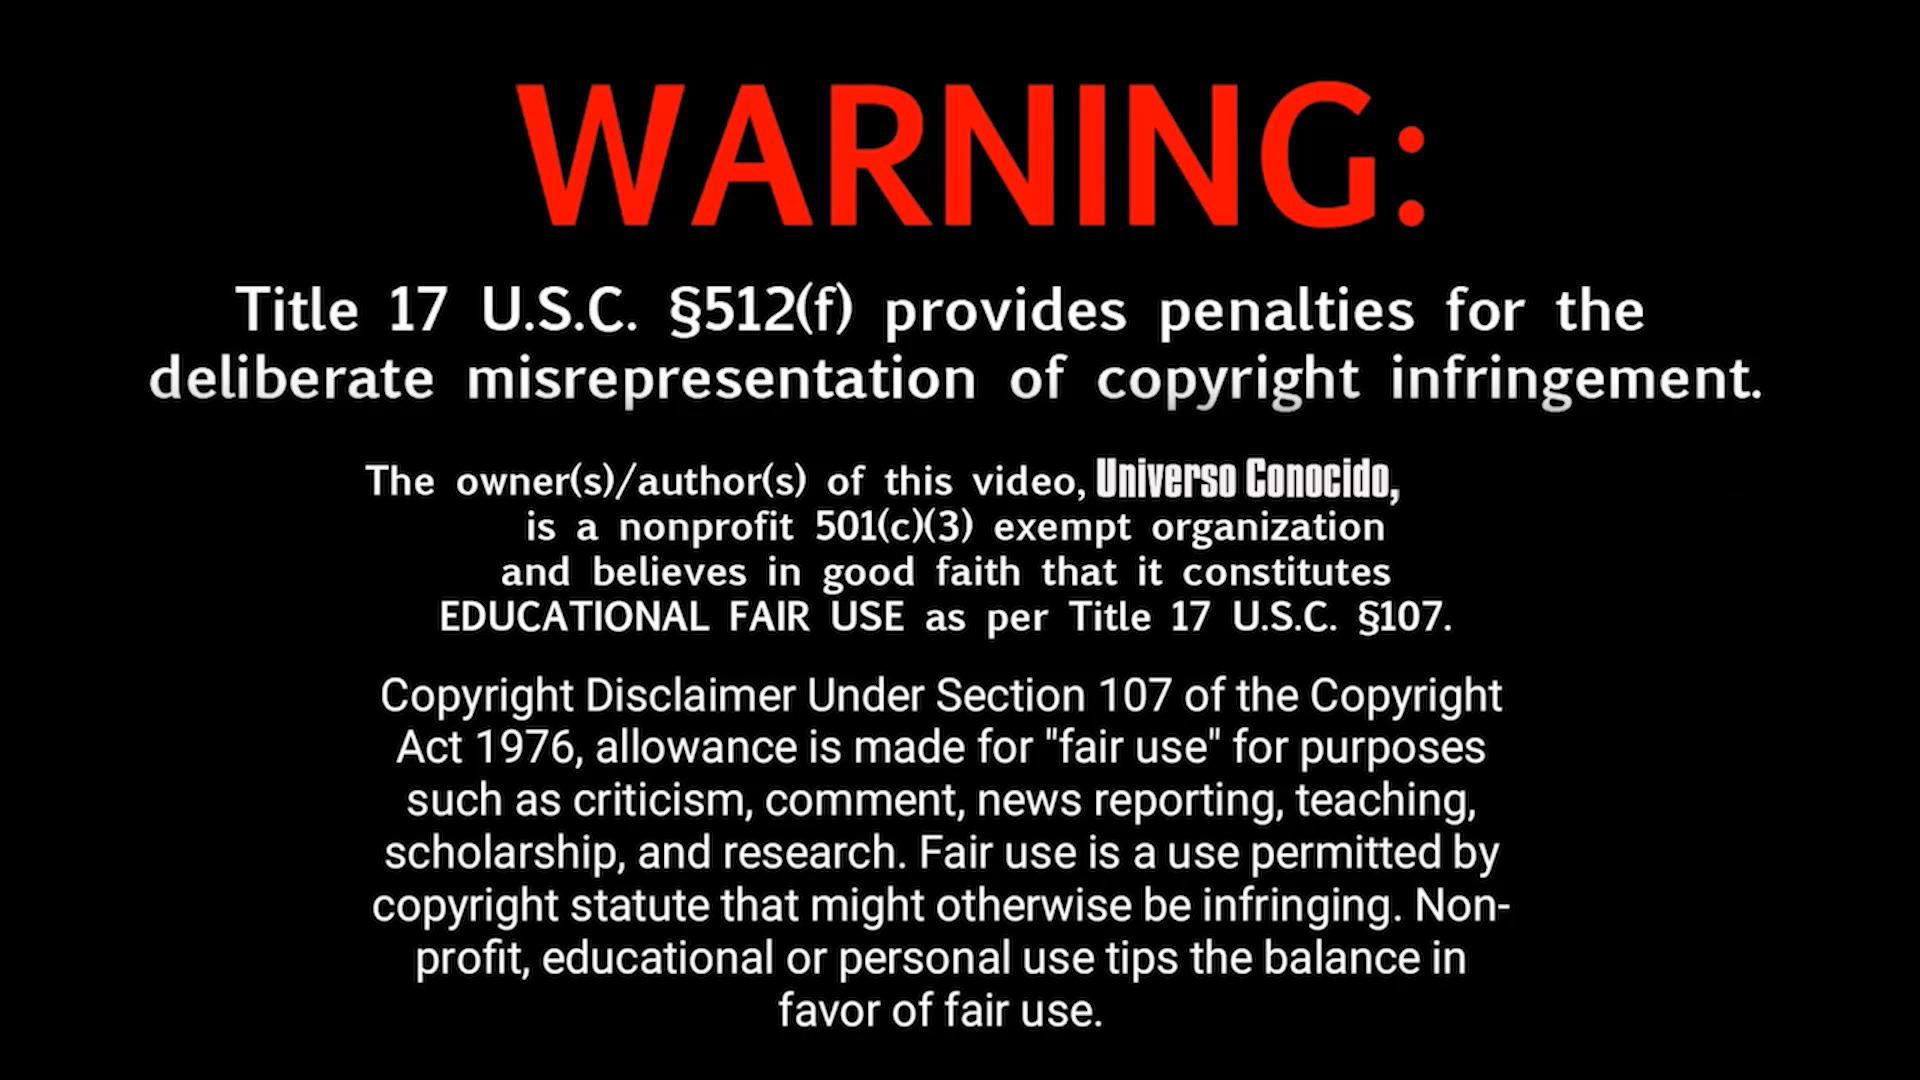 WARNING:
Title 17 U.S.C. §512(f) provides penalties for the
deliberate misrepresentation of copyright infringement.
The owner(s)/author(s) of this video, Universo Conocido,
is a nonprofit 501(c)(3) exempt organization
and believes in good faith that it constitutes
EDUCATIONAL FAIR USE as per Title 17 U.S.C. §107.
Copyright Disclaimer Under Section 107 of the Copyright
Act 1976, allowance is made for "fair use" for purposes
such as criticism, comment, news reporting, teaching,
scholarship, and research. Fair use is a use permitted by
copyright statute that might otherwise be infringing. Non-
profit, educational or personal use tips the balance in
favor of fair use.